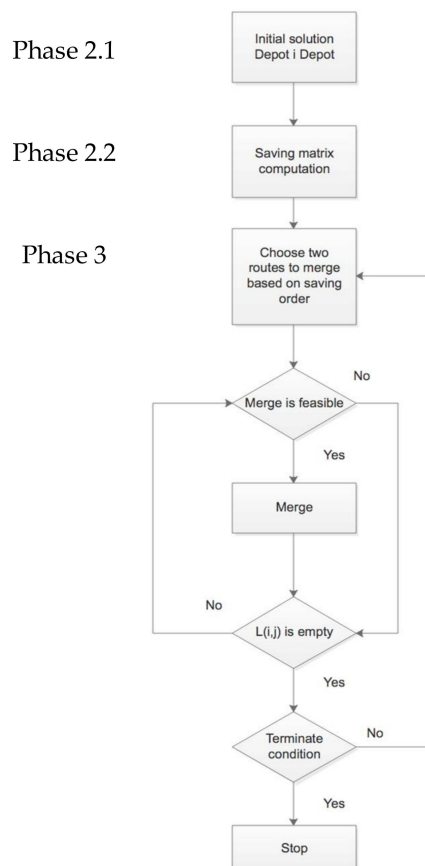 Phase 2.1
Initial solution
Depot i Depot
Phase 2.2
Saving matrix
computation
Phase 3
Choose two
routes to merge
based on saving
order
No
Merge is feasible
Yes
Merge
No
L(i,j) is empty
Yes
Terminate
condition
No
Yes
Stop